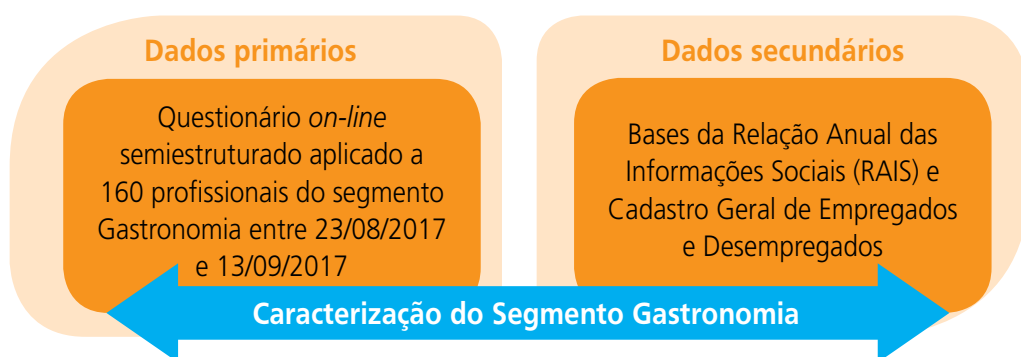 Dados primários
Questionário on-line
semiestruturado aplicado a
160 profissionais do segmento
Gastronomia entre 23/08/2017
e 13/09/2017
Dados secundários
Bases da Relação Anual das
Informações Sociais (RAIS) e
Cadastro Geral de Empregados
e Desempregados
Caracterização do Segmento Gastronomia